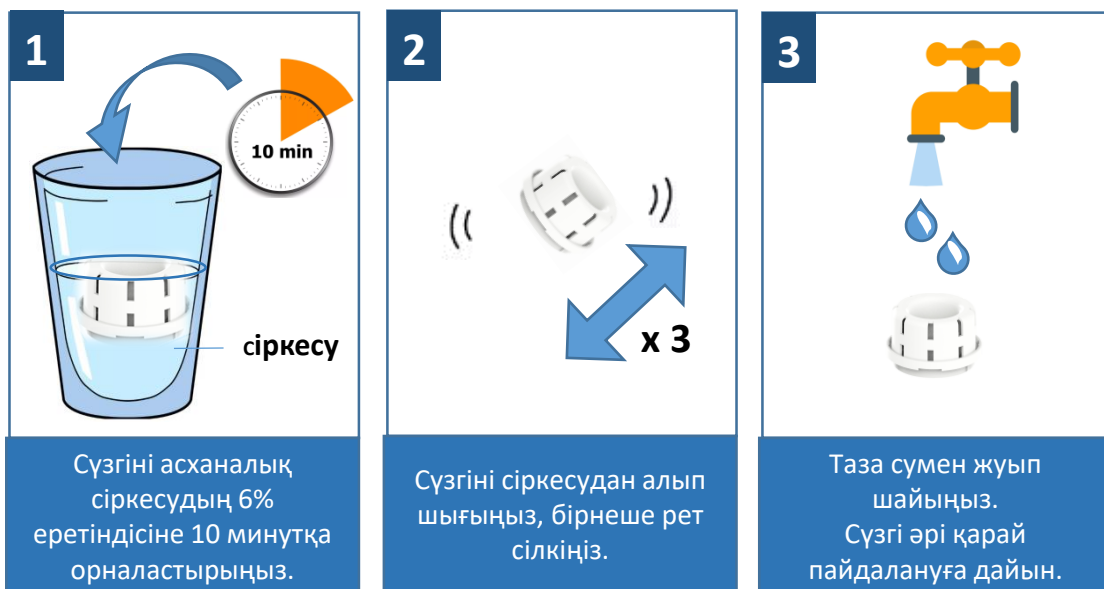 1
10 min
сіркесу
Сүзгіні асханалық
сіркесудың 6%
еретіндісіне 10 минутқа
орналастырыңыз.
2
x 3
Сүзгіні сіркесудан алып
шығыңыз, бірнеше рет
сілкіңіз.
3
Таза сумен жуып
шайыңыз.
Сүзгі әрі қарай
пайдалануға дайын.